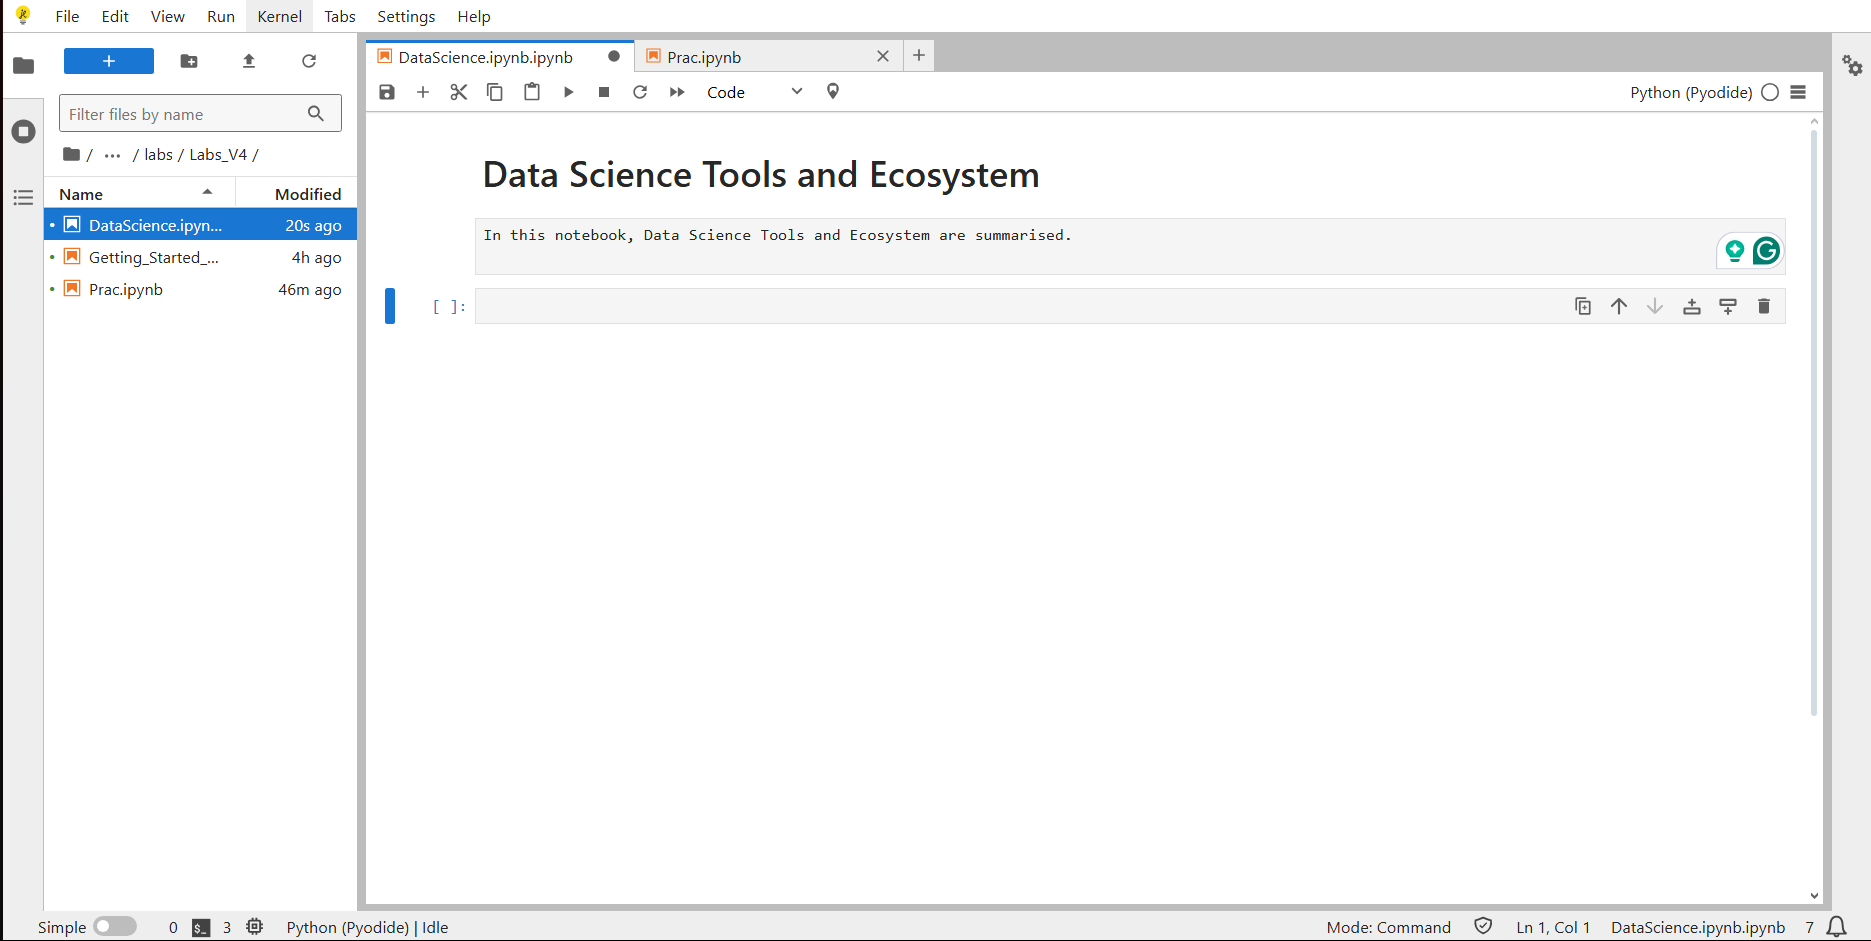 File Edit View Run Kernel Tabs Settings Help
+
Filter files by name
/ ... / labs / Labs_V4 /
Name Modified
DataScience.ipyn... 20s ago
Getting_Started_... 4h ago
Prac.ipynb 46m ago
DataScience.ipynb.ipynb Prac.ipynb
Code Python (Pyodide)
Data Science Tools and Ecosystem
In this notebook, Data Science Tools and Ecosystem are summarised.
[ ]:
Simple 0 $_ 3 Python (Pyodide) | Idle Mode: Command Ln 1, Col 1 DataScience.ipynb.ipynb 7